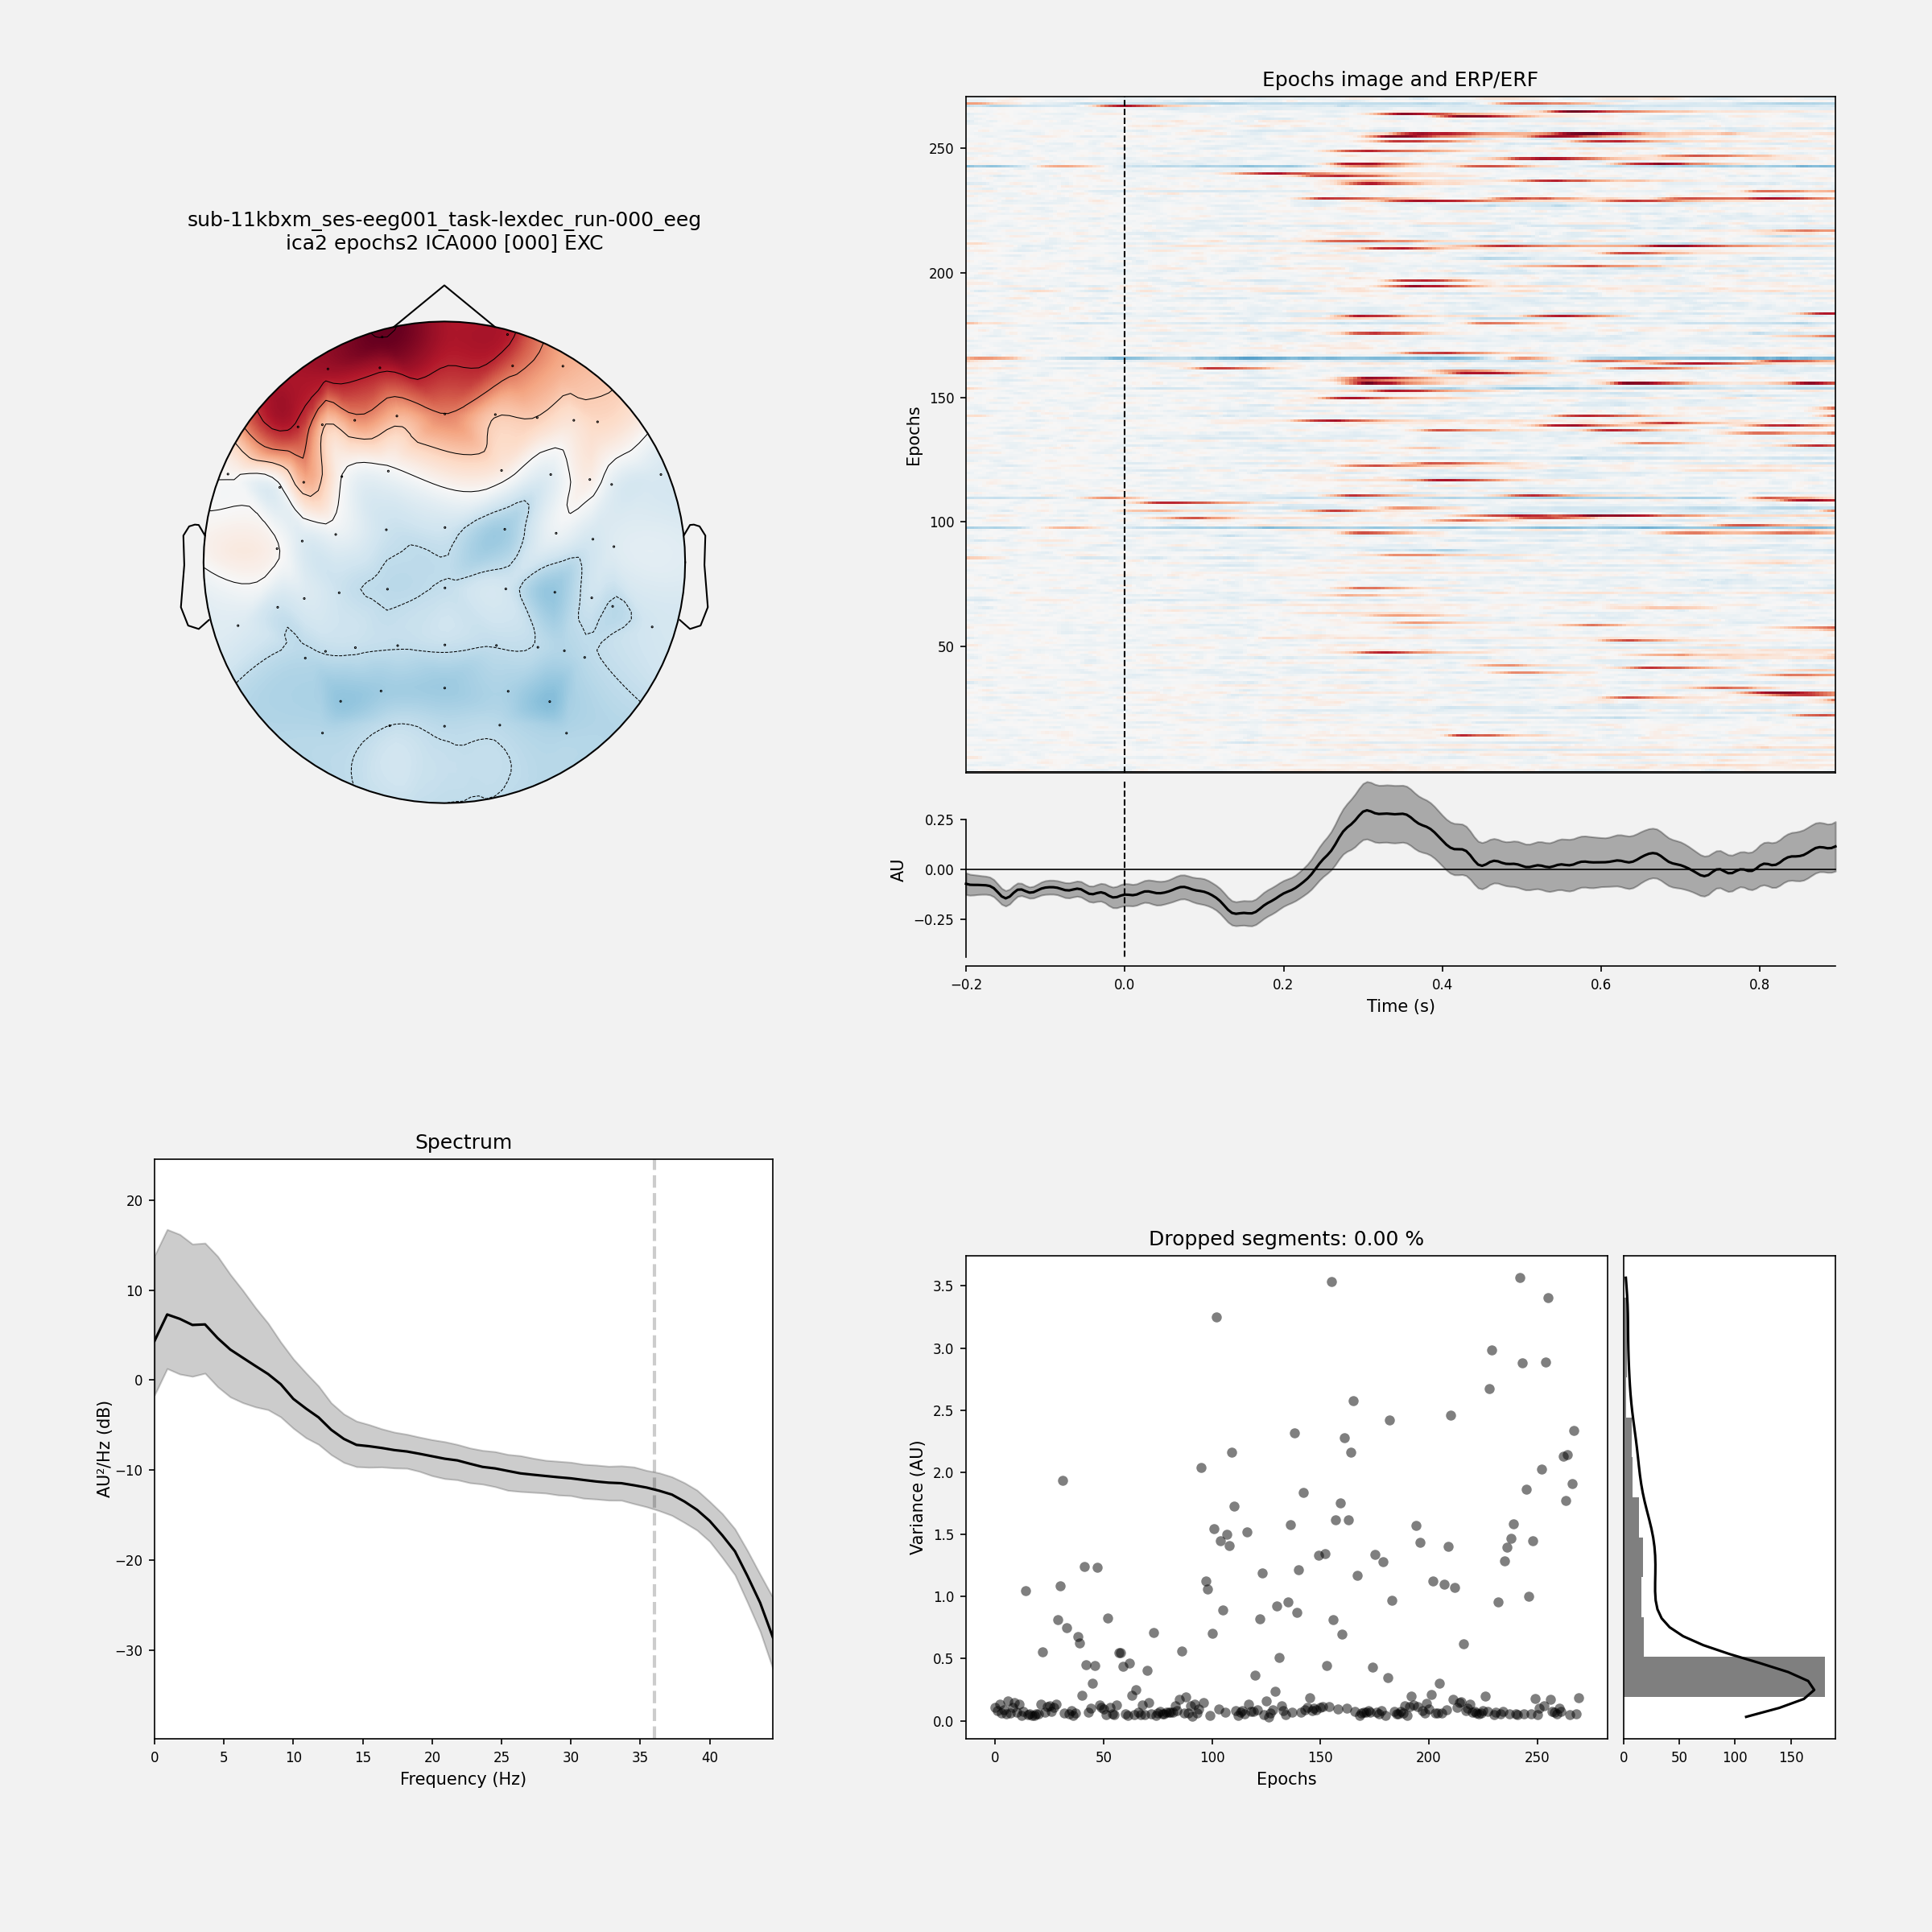 sub-11kbxm_ses-eeg001_task-lexdec_run-000_eeg
ica2 epochs2 ICA000 [000] EXC
Epochs image and ERP/ERF
Epochs
250
200
150
100
50
AU
0.25
0.00
−0.25
−0.2 0.0 0.2 0.4 0.6 0.8
Time (s)
Spectrum
AU²/Hz (dB)
20
10
0
−10
−20
−30
0 5 10 15 20 25 30 35 40
Frequency (Hz)
Dropped segments: 0.00 %
Variance (AU)
3.5
3.0
2.5
2.0
1.5
1.0
0.5
0.0
0 50 100 150 200 250
Epochs
0 50 100 150